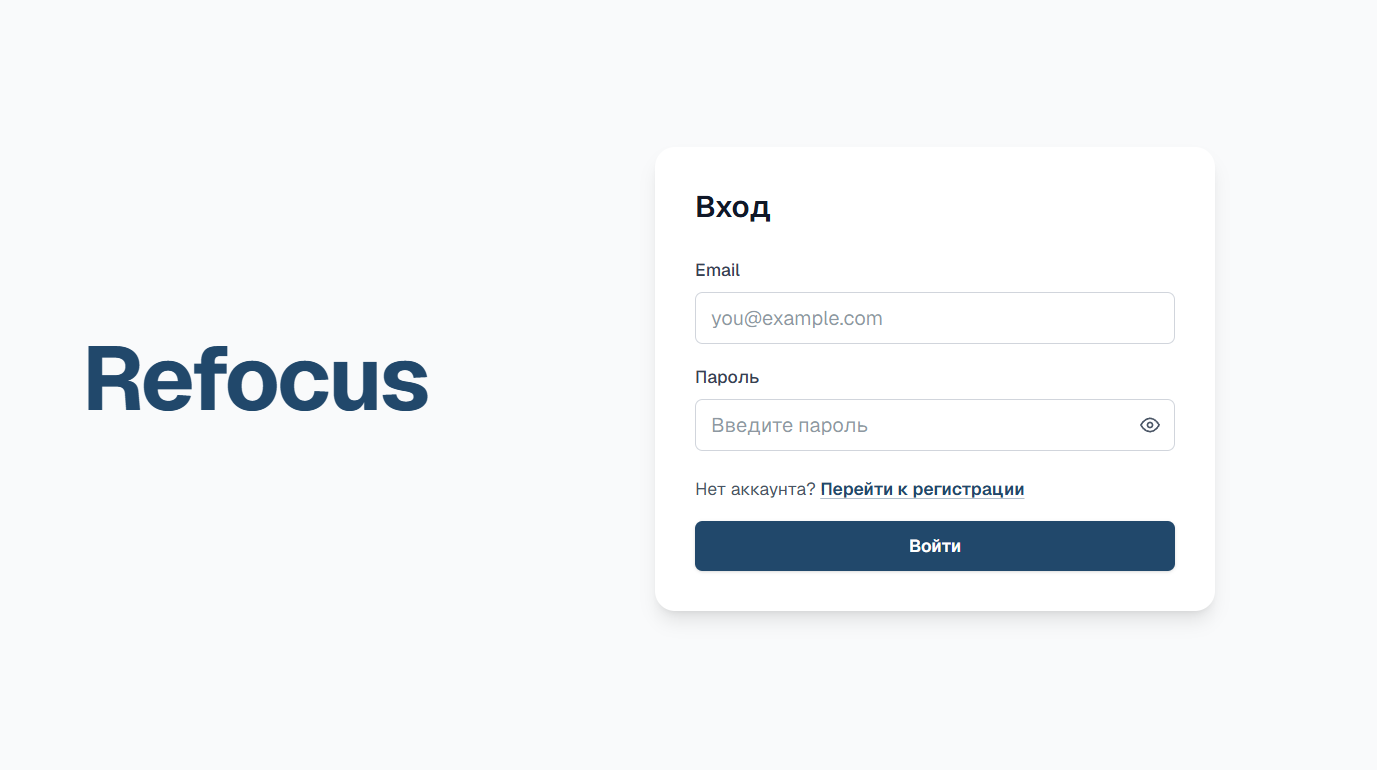 Refocus
Вход
Email
you@example.com
Пароль
Введите пароль
Нет аккаунта? Перейти к регистрации
Войти